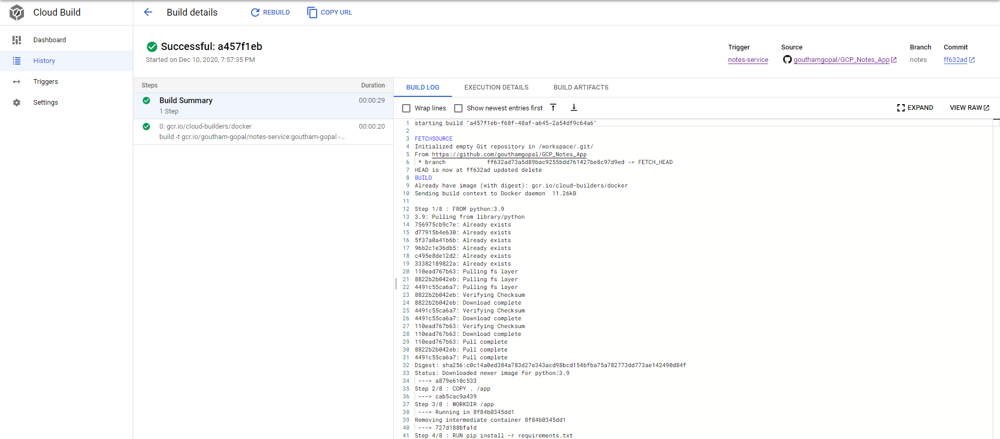 Cloud Build
Build details
REBUILD
COPY URL
Dashboard
History
Triggers
Settings
Successful: a457f1eb
Started on Dec 10, 2020, 7:57:35 PM
Trigger
notes-service
Source
gouthamgopal/GCP_Notes_App
Branch
notes
Commit
ff632ad
Steps Duration
Build Summary 00:00:29
1 Step
0: gcr.io/cloud-builders/docker 00:00:20
build -t gcr.io/goutham-gopal/notes-service:goutham-gopal -...
BUILD LOG EXECUTION DETAILS BUILD ARTIFACTS
Wrap lines Show newest entries first EXPAND VIEW RAW
1 starting build "a457f1eb-f68f-48af-a645-2a54df9c64a6"
2
3 FETCHSOURCE
4 Initialized empty Git repository in /workspace/.git/
5 From https://github.com/gouthamgopal/GCP_Notes_App
6 * branch ff632ad73a5d89bac9255bdd761427be8c97d9ed -> FETCH_HEAD
7 HEAD is now at ff632ad updated delete
8 BUILD
9 Already have image (with digest): gcr.io/cloud-builders/docker
10 Sending build context to Docker daemon 11.26kB
11
12 Step 1/8 : FROM python:3.9
13 3.9: Pulling from library/python
14 756975cb9c7e: Already exists
15 d77915b4e630: Already exists
16 5f37a0a41b6b: Already exists
17 96b2c1e36db5: Already exists
18 c495e8de12d2: Already exists
19 33382189822a: Already exists
20 110ead767b63: Pulling fs layer
21 8822b2b042eb: Pulling fs layer
22 4491c55ca6a7: Pulling fs layer
23 8822b2b042eb: Verifying Checksum
24 8822b2b042eb: Download complete
25 4491c55ca6a7: Verifying Checksum
26 4491c55ca6a7: Download complete
27 110ead767b63: Verifying Checksum
28 110ead767b63: Download complete
29 110ead767b63: Pull complete
30 8822b2b042eb: Pull complete
31 4491c55ca6a7: Pull complete
32 Digest: sha256:c0c14a0ed384a783d27e343acd98bcd154bfba75a782773dd773ae142490d84f
33 Status: Downloaded newer image for python:3.9
34 ---> a879e610c533
35 Step 2/8 : COPY . /app
36 ---> cab5cac9a439
37 Step 3/8 : WORKDIR /app
38 ---> Running in 8f84b0345dd1
39 Removing intermediate container 8f84b0345dd1
40 ---> 727d188bfa1d
41 Step 4/8 : RUN pip install -r requirements.txt